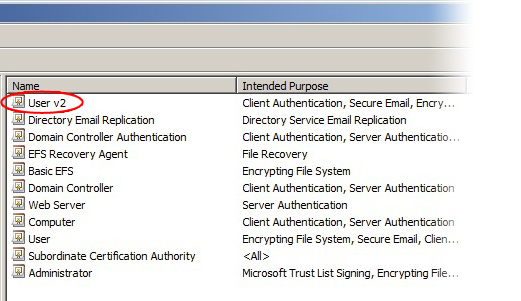 Name Intended Purpose
User v2 Client Authentication, Secure Email, Encry...
Directory Email Replication Directory Service Email Replication
Domain Controller Authentication Client Authentication, Server Authenticatio...
EFS Recovery Agent File Recovery
Basic EFS Encrypting File System
Domain Controller Client Authentication, Server Authentication
Web Server Server Authentication
Computer Client Authentication, Server Authentication
User Encrypting File System, Secure Email, Clien...
Subordinate Certification Authority <All>
Administrator Microsoft Trust List Signing, Encrypting File...